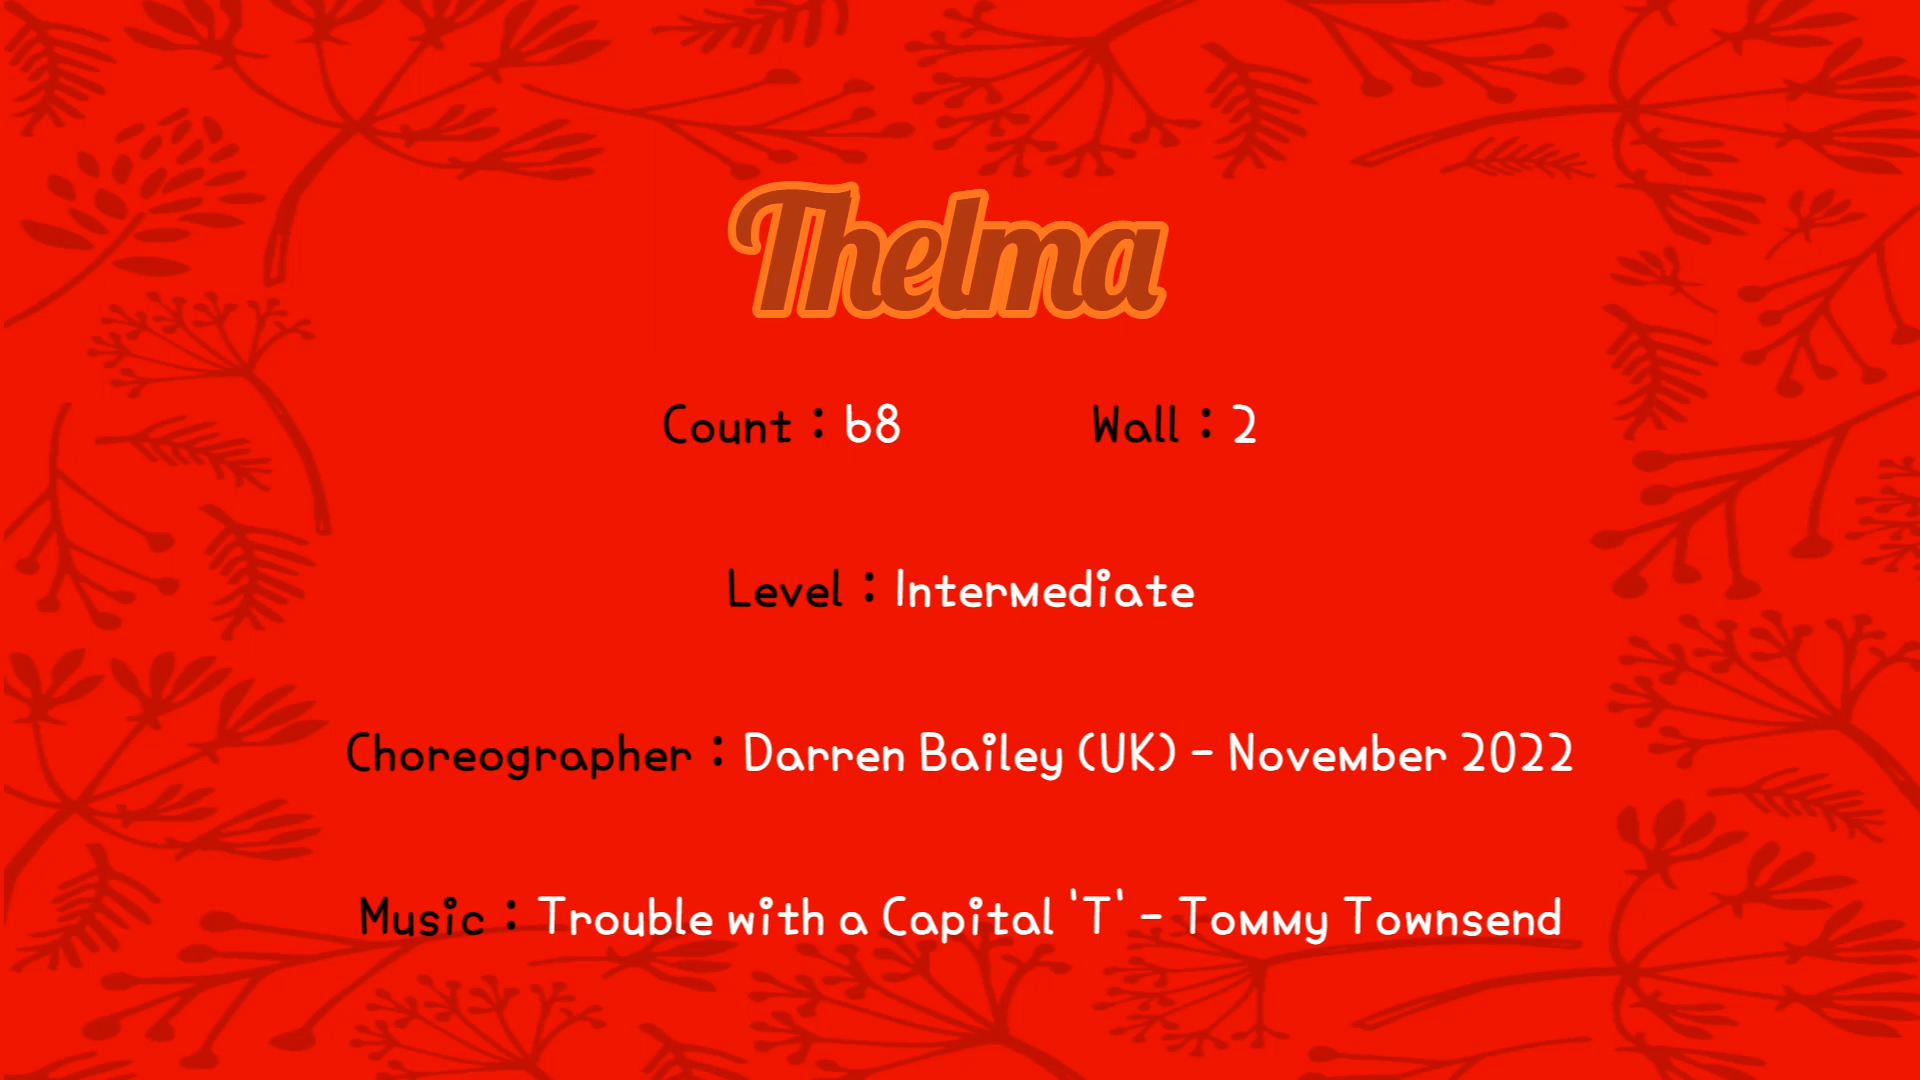 Thelma
Count : 68 Wall : 2
Level : Intermediate
Choreographer : Darren Bailey (UK) - November 2022
Music : Trouble with a Capital 'T' - Tommy Townsend